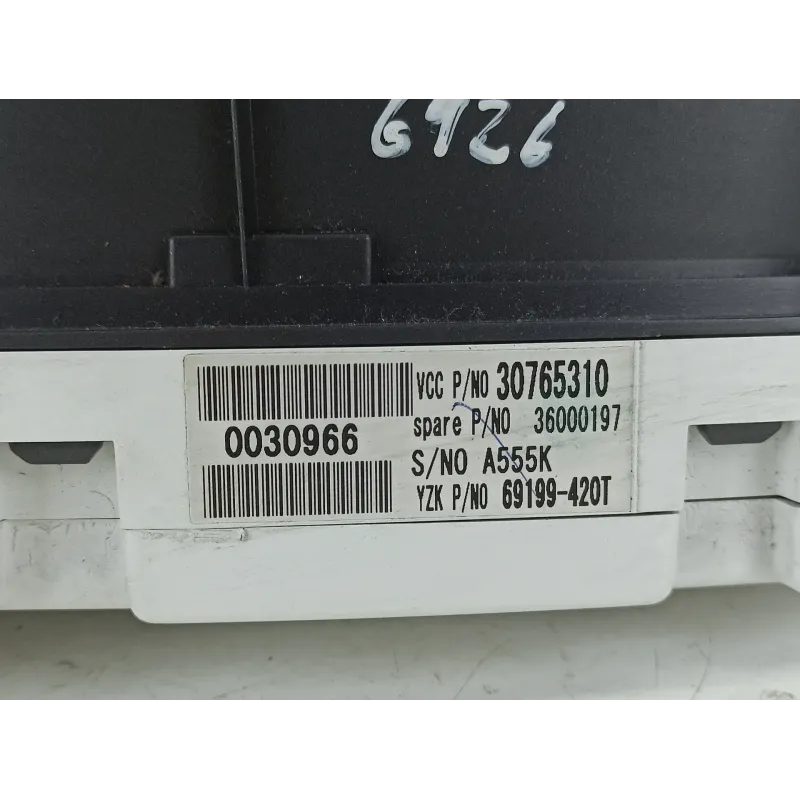 6926
VCC P/NO 30765310
spare P/NO 36000197
0030966
S/NO A555K
YZK P/NO 69199-420T